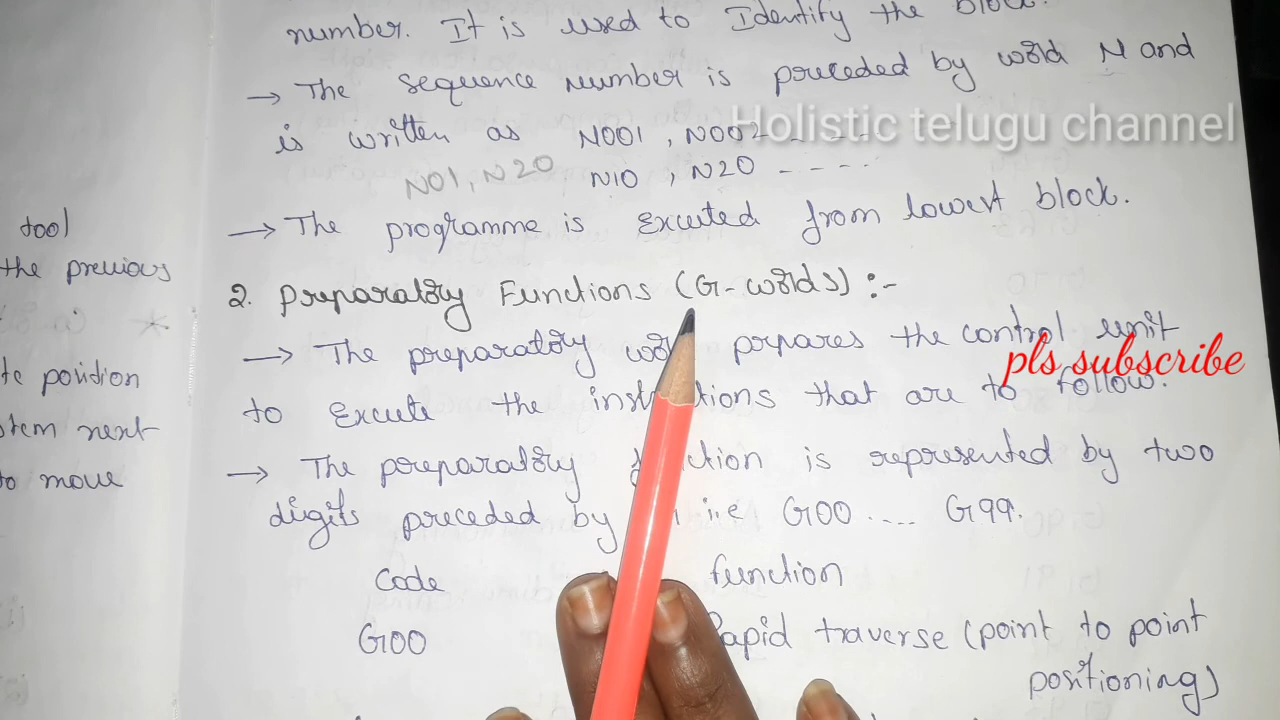 number. It is used to Identify the block.
→ The sequence number is preceded by word N and
is written as N001, N002 - - - -
N01, N20 N10, N20 - - - -
→ The programme is Excuted from lowest block.
2. Preparatory Functions (G-words) :-
→ The preparatory prpares the control unit
to Excute the instructions that are to follow.
→ The preparatory function is represented by two
digits preceded by i.e G00 .... G99.
Code function
G00 Rapid traverse (point to point
positioning)
tool
the previous
position
next
to move
Holistic telugu channel
pls subscribe